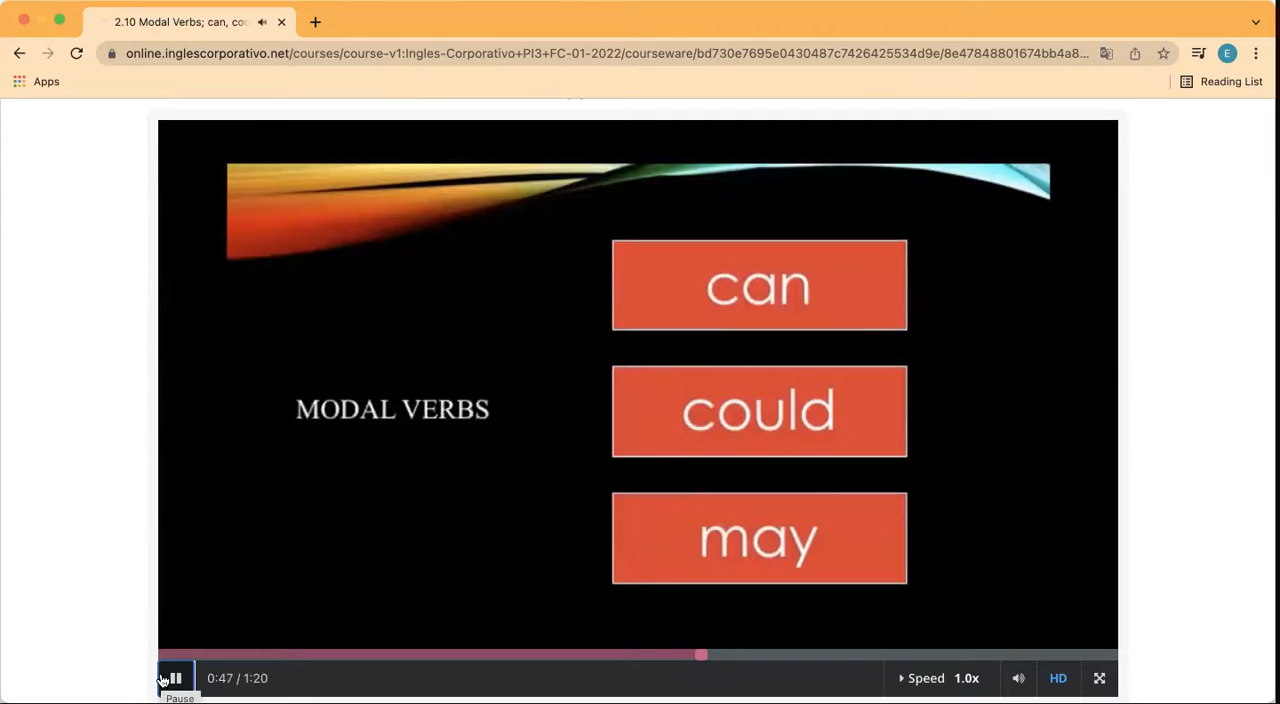 2.10 Modal Verbs; can, cou
online.inglescorporativo.net/courses/course-v1:Ingles-Corporativo+PI3+FC-01-2022/courseware/bd730e7695e0430487c7426425534d9e/8e47848801674bb4a8...
E
Apps
Reading List
can
MODAL VERBS
could
may
0:47 / 1:20
Speed 1.0x
HD
Pause